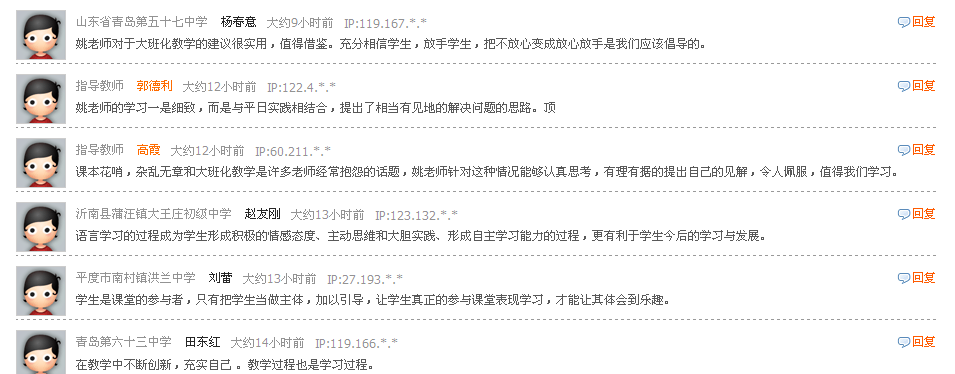 山东省青岛第五十七中学 杨春意 大约9小时前 IP:119.167.*.* 回复
姚老师对于大班化教学的建议很实用，值得借鉴。充分相信学生，放手学生，把不放心变成放心放手是我们应该倡导的。
指导教师 郭德利 大约12小时前 IP:122.4.*.* 回复
姚老师的学习一是细致，而是与平日实践相结合，提出了相当有见地的解决问题的思路。顶
指导教师 高霞 大约12小时前 IP:60.211.*.* 回复
课本花哨，杂乱无章和大班化教学是许多老师经常抱怨的话题，姚老师针对这种情况能够认真思考，有理有据的提出自己的见解，令人佩服，值得我们学习。
沂南县蒲汪镇大王庄初级中学 赵友刚 大约13小时前 IP:123.132.*.* 回复
语言学习的过程成为学生形成积极的情感态度、主动思维和大胆实践、形成自主学习能力的过程，更有利于学生今后的学习与发展。
平度市南村镇洪兰中学 刘蕾 大约13小时前 IP:27.193.*.* 回复
学生是课堂的参与者，只有把学生当做主体，加以引导，让学生真正的参与课堂表现学习，才能让其体会到乐趣。
青岛第六十三中学 田东红 大约14小时前 IP:119.166.*.* 回复
在教学中不断创新，充实自己 。教学过程也是学习过程。